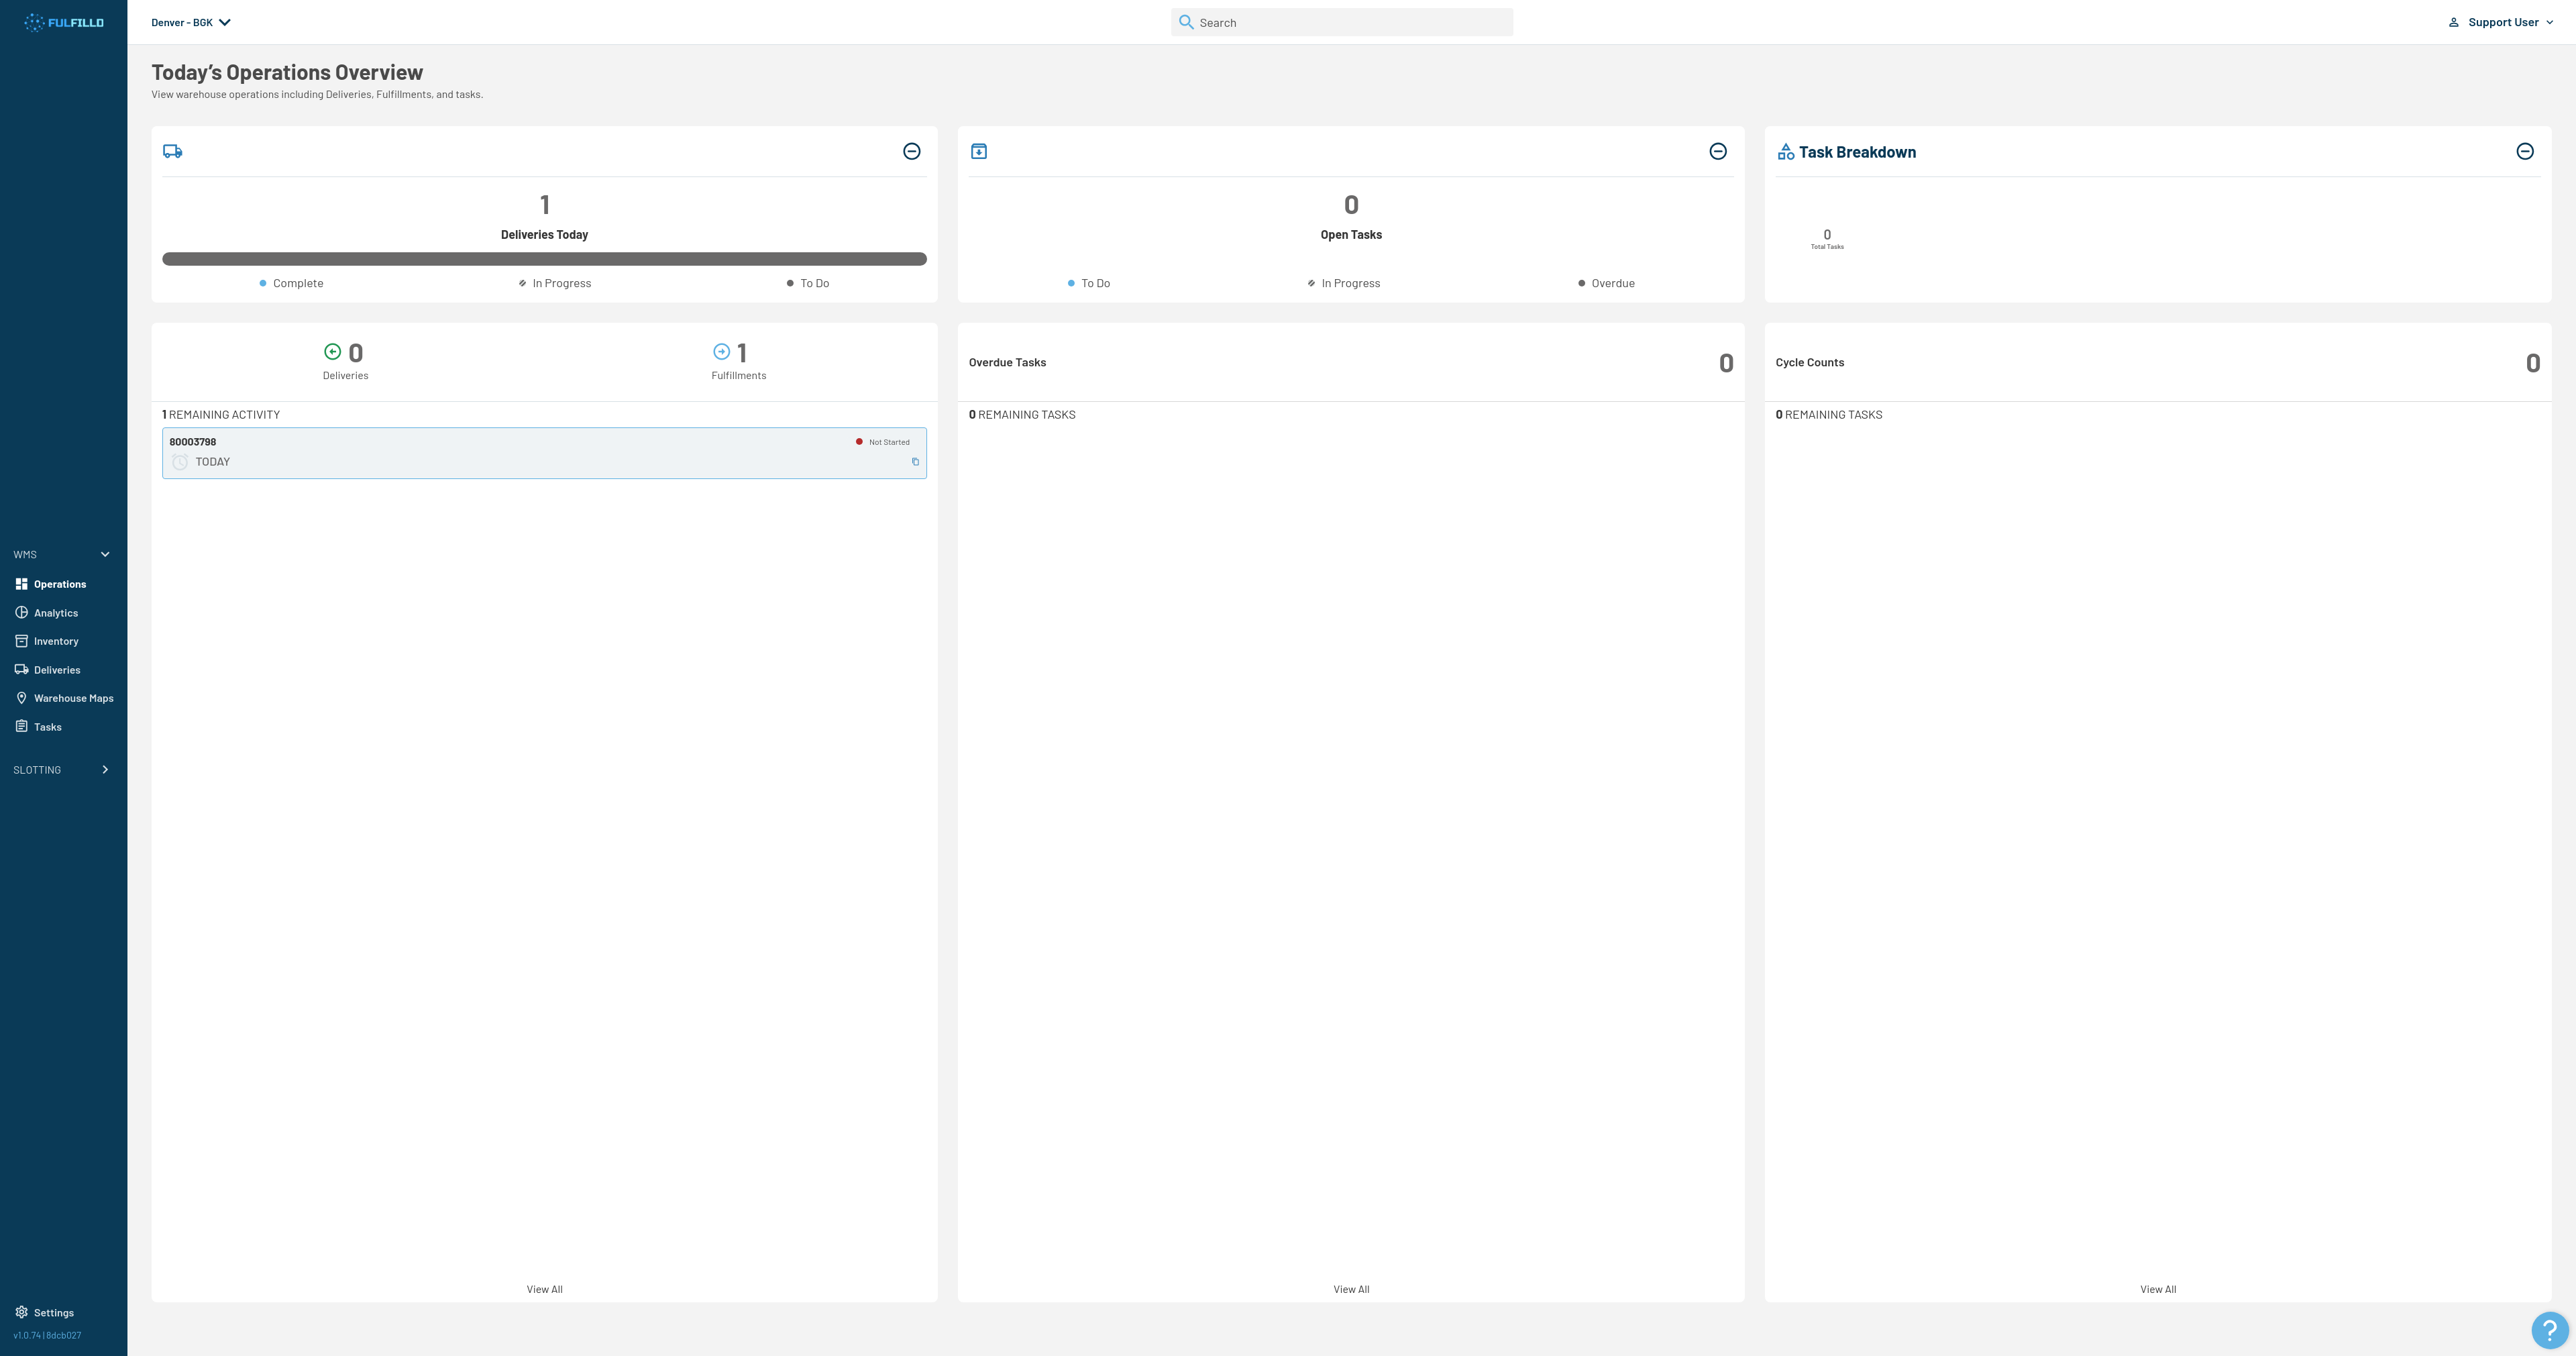 FULFILLD
Denver - BGK
Search
Support User
Today's Operations Overview
View warehouse operations including Deliveries, Fulfillments, and tasks.
1
Deliveries Today
Complete
In Progress
To Do
0
Open Tasks
To Do
In Progress
Overdue
Task Breakdown
0
Total Tasks
0
Deliveries
1
Fulfillments
1 REMAINING ACTIVITY
80003798
Not Started
TODAY
View All
Overdue Tasks
0
0 REMAINING TASKS
View All
Cycle Counts
0
0 REMAINING TASKS
View All
WMS
Operations
Analytics
Inventory
Deliveries
Warehouse Maps
Tasks
SLOTTING
Settings
v1.0.74 | 8dcb027
?